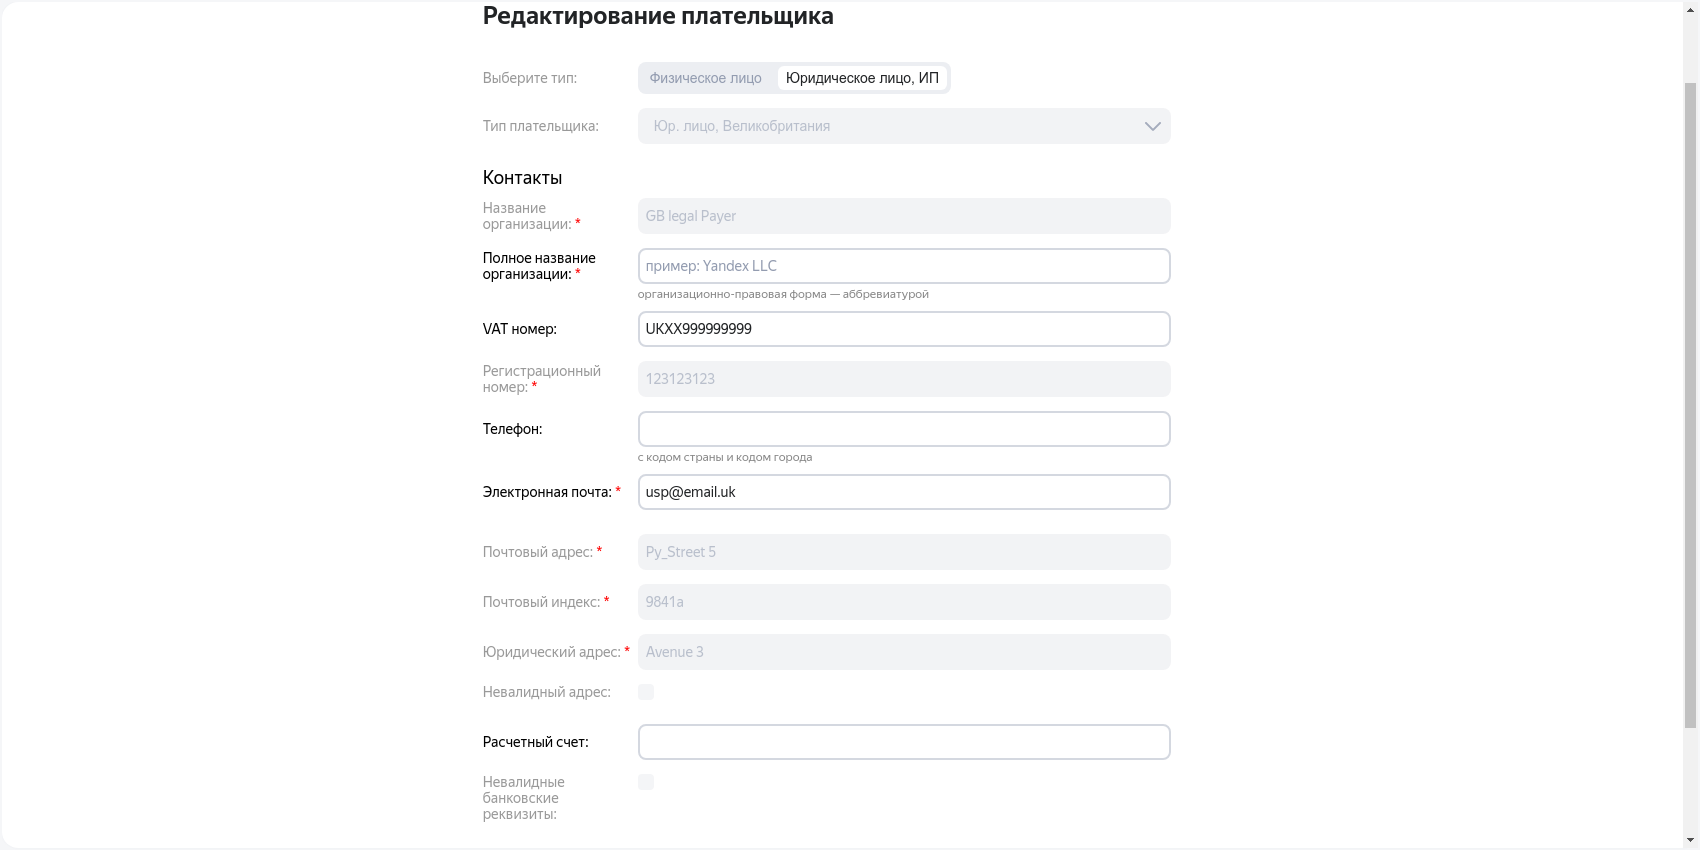 Редактирование плательщика
Выберите тип:
Физическое лицо Юридическое лицо, ИП
Тип плательщика:
Юр. лицо, Великобритания
Контакты
Название
организации: *
GB legal Payer
Полное название
организации: *
пример: Yandex LLC
организационно-правовая форма — аббревиатурой
VAT номер:
UKXX999999999
Регистрационный
номер: *
123123123
Телефон:
с кодом страны и кодом города
Электронная почта: *
usp@email.uk
Почтовый адрес: *
Py_Street 5
Почтовый индекс: *
9841a
Юридический адрес: *
Avenue 3
Невалидный адрес:
Расчетный счет:
Невалидные
банковские
реквизиты: